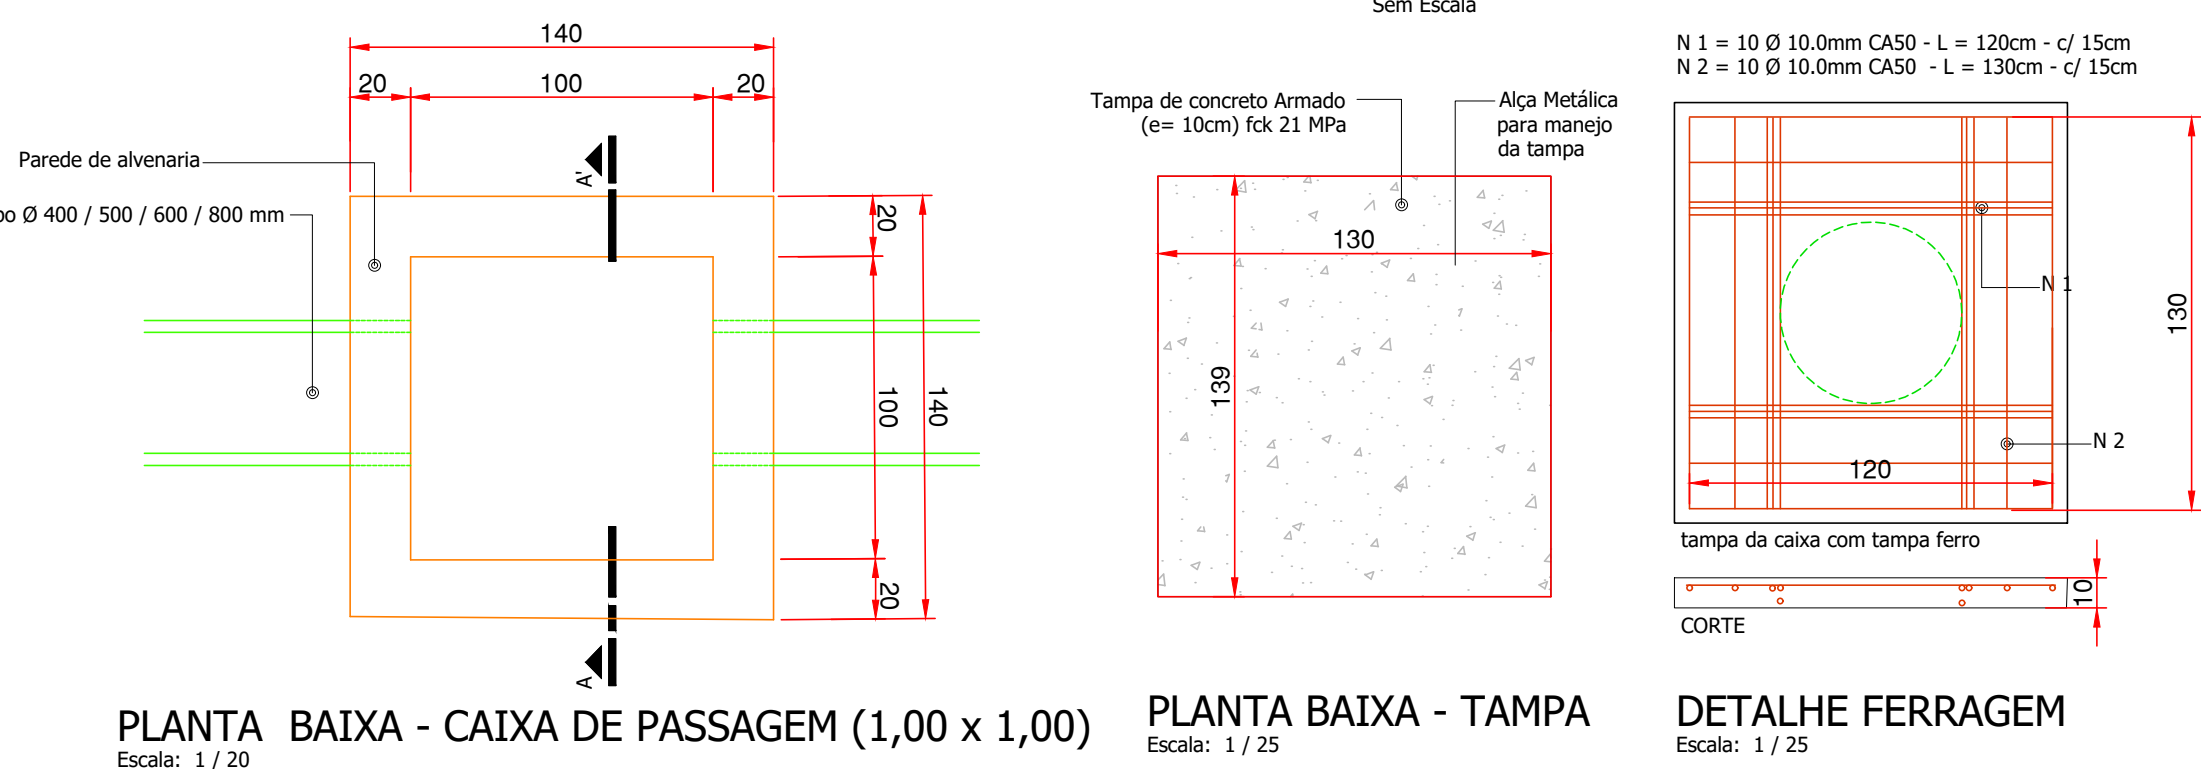 Sem Escala
140
20
100
20
Parede de alvenaria
Ø 400 / 500 / 600 / 800 mm
A'
20
100
140
20
A
PLANTA BAIXA - CAIXA DE PASSAGEM (1,00 x 1,00)
Escala: 1 / 20
Tampa de concreto Armado
(e= 10cm) fck 21 MPa
Alça Metálica
para manejo
da tampa
130
139
PLANTA BAIXA - TAMPA
Escala: 1 / 25
N 1 = 10 Ø 10.0mm CA50 - L = 120cm - c/ 15cm
N 2 = 10 Ø 10.0mm CA50 - L = 130cm - c/ 15cm
N 1
130
N 2
120
tampa da caixa com tampa ferro
10
CORTE
DETALHE FERRAGEM
Escala: 1 / 25